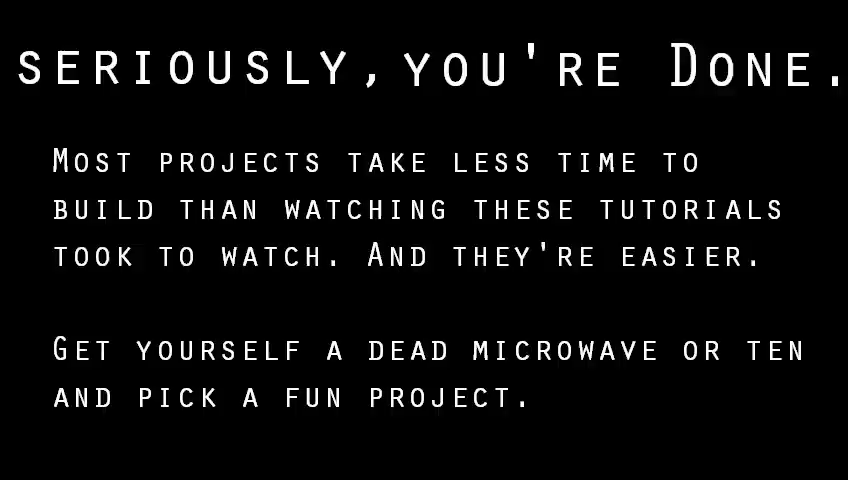 SERIOUSLY, YOU'RE DONE.
MOST PROJECTS TAKE LESS TIME TO
BUILD THAN WATCHING THESE TUTORIALS
TOOK TO WATCH. AND THEY'RE EASIER.
GET YOURSELF A DEAD MICROWAVE OR TEN
AND PICK A FUN PROJECT.